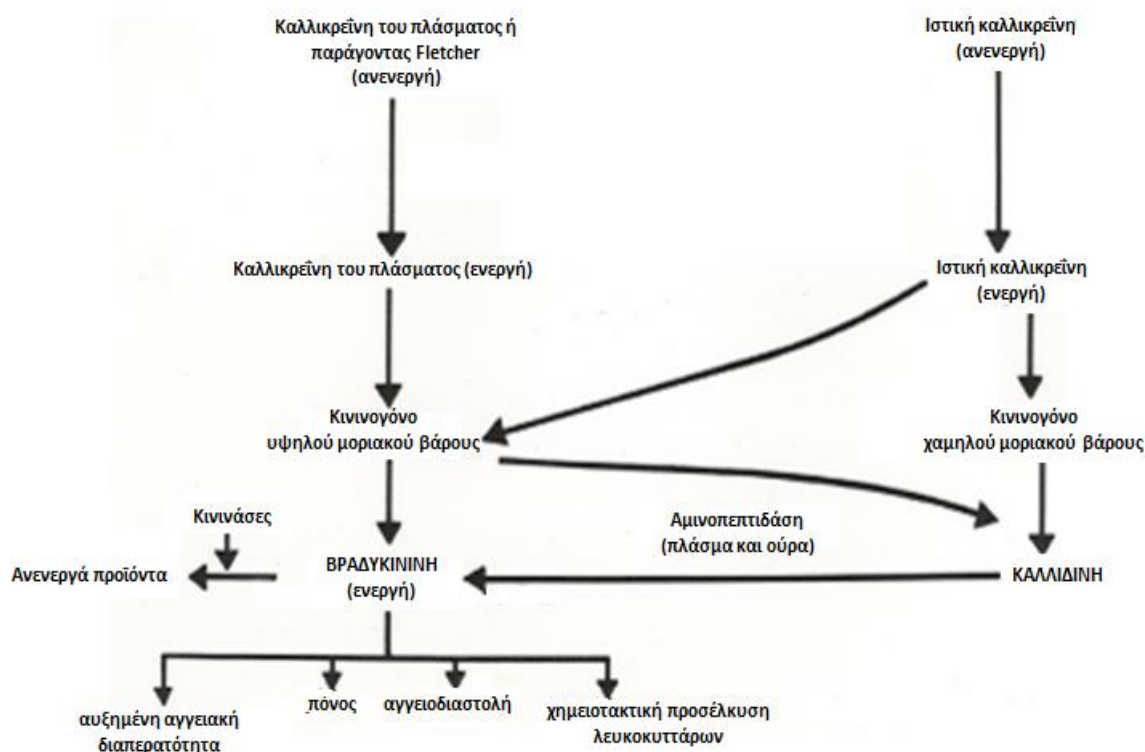 Καλλικρεΐνη του πλάσματος ή
παράγοντας Fletcher
(ανενεργή)
Ιστική καλλικρεΐνη
(ανενεργή)
Καλλικρεΐνη του πλάσματος (ενεργή)
Ιστική καλλικρεΐνη
(ενεργή)
Κινινογόνο
υψηλού μοριακού βάρους
Κινινογόνο
χαμηλού μοριακού βάρους
Κινινάσες
Αμινοπεπτιδάση
(πλάσμα και ούρα)
Ανενεργά προϊόντα
ΒΡΑΔΥΚΙΝΙΝΗ
(ενεργή)
ΚΑΛΛΙΔΙΝΗ
αυξημένη αγγειακή
διαπερατότητα
πόνος
αγγειοδιαστολή
χημειοτακτική προσέλκυση
λευκοκυττάρων